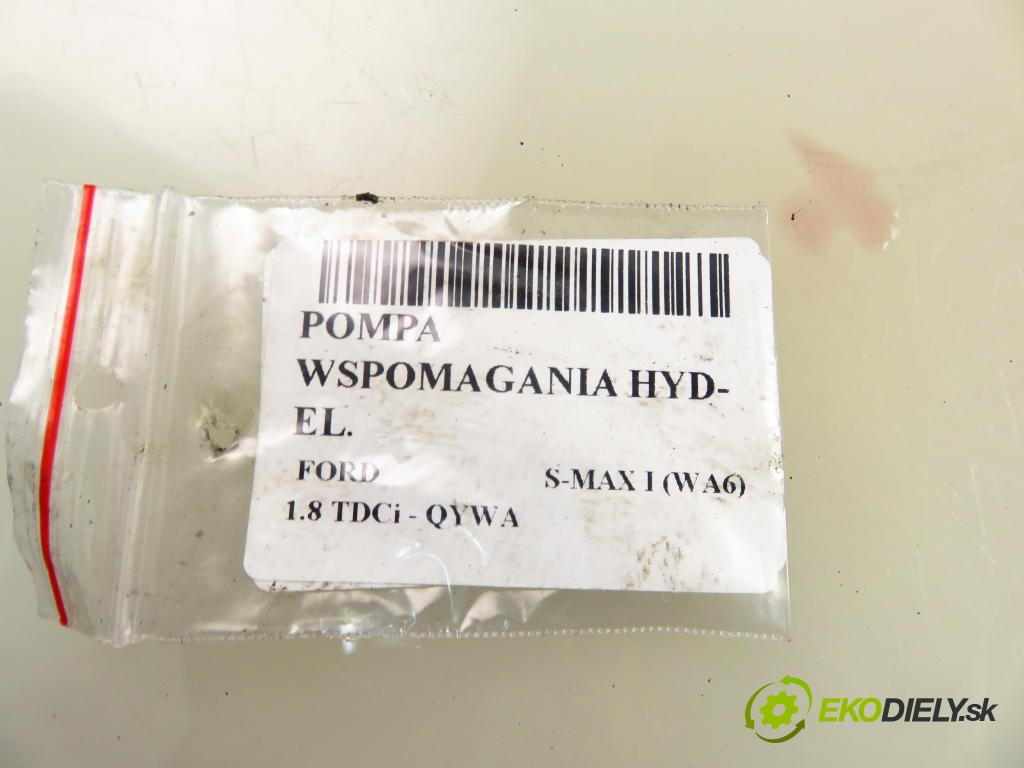 POMPA
WSPOMAGANIA HYD-
EL.
FORD S-MAX I (WA6)
1.8 TDCi - QYWA
EKODIELY.sk